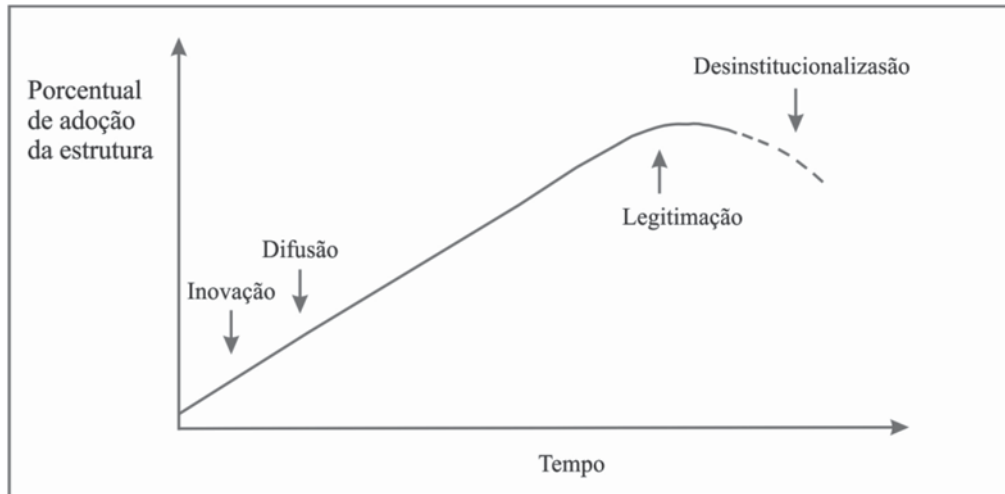 Porcentual
de adoção
da estrutura
Desinstitucionalizasão
Legitimação
Difusão
Inovação
Tempo